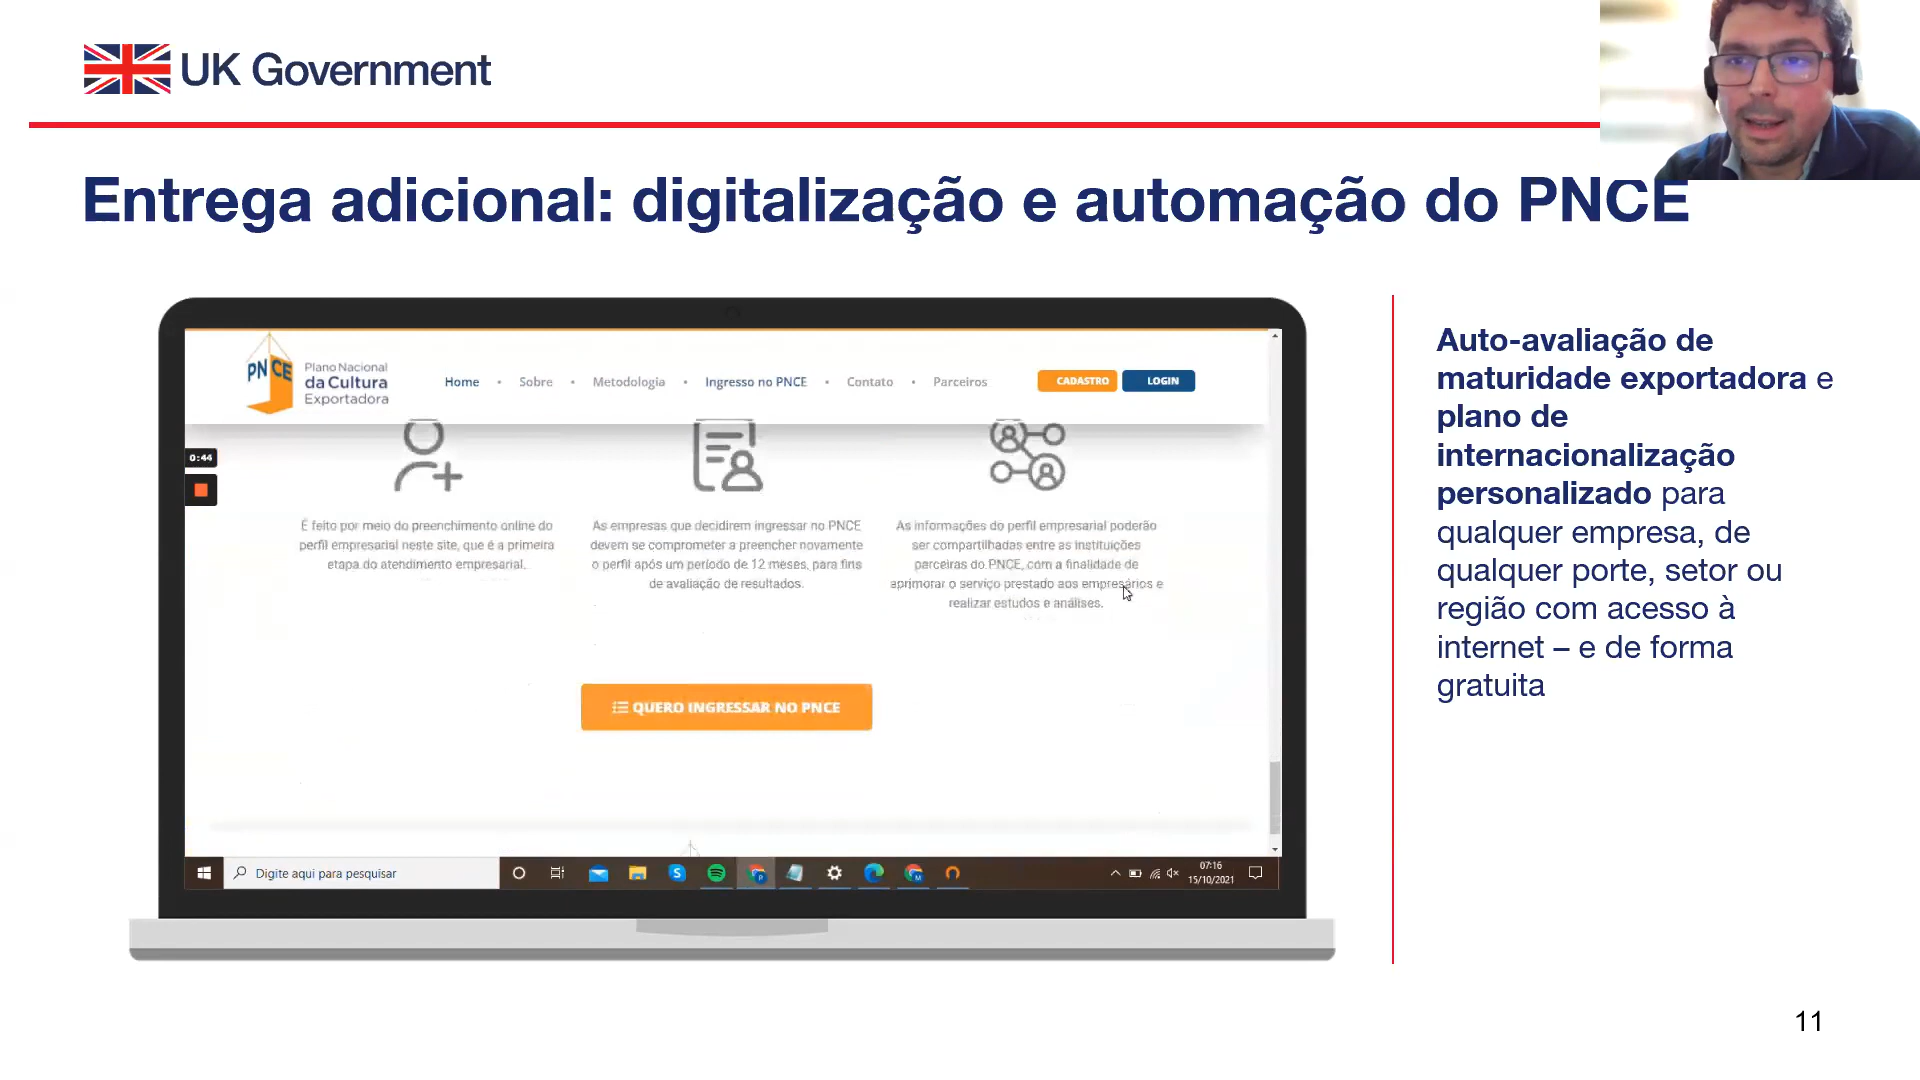 UK Government
Entrega adicional: digitalização e automação do PNCE
PNCE
Plano Nacional
da Cultura
Exportadora
Home • Sobre • Metodologia • Ingresso no PNCE • Contato • Parceiros
CADASTRO
LOGIN
0:44
É feito por meio do preenchimento online do
perfil empresarial neste site, que é a primeira
etapa do atendimento empresarial.
As empresas que decidirem ingressar no PNCE
devem se comprometer a preencher novamente
o perfil após um período de 12 meses, para fins
de avaliação de resultados.
As informações do perfil empresarial poderão
ser compartilhadas entre as instituições
parceiras do PNCE, com a finalidade de
aprimorar o serviço prestado aos empresários e
realizar estudos e análises.
QUERO INGRESSAR NO PNCE
Digite aqui para pesquisar
07:16
15/10/2021
Auto-avaliação de
maturidade exportadora e
plano de
internacionalização
personalizado para
qualquer empresa, de
qualquer porte, setor ou
região com acesso à
internet – e de forma
gratuita
11